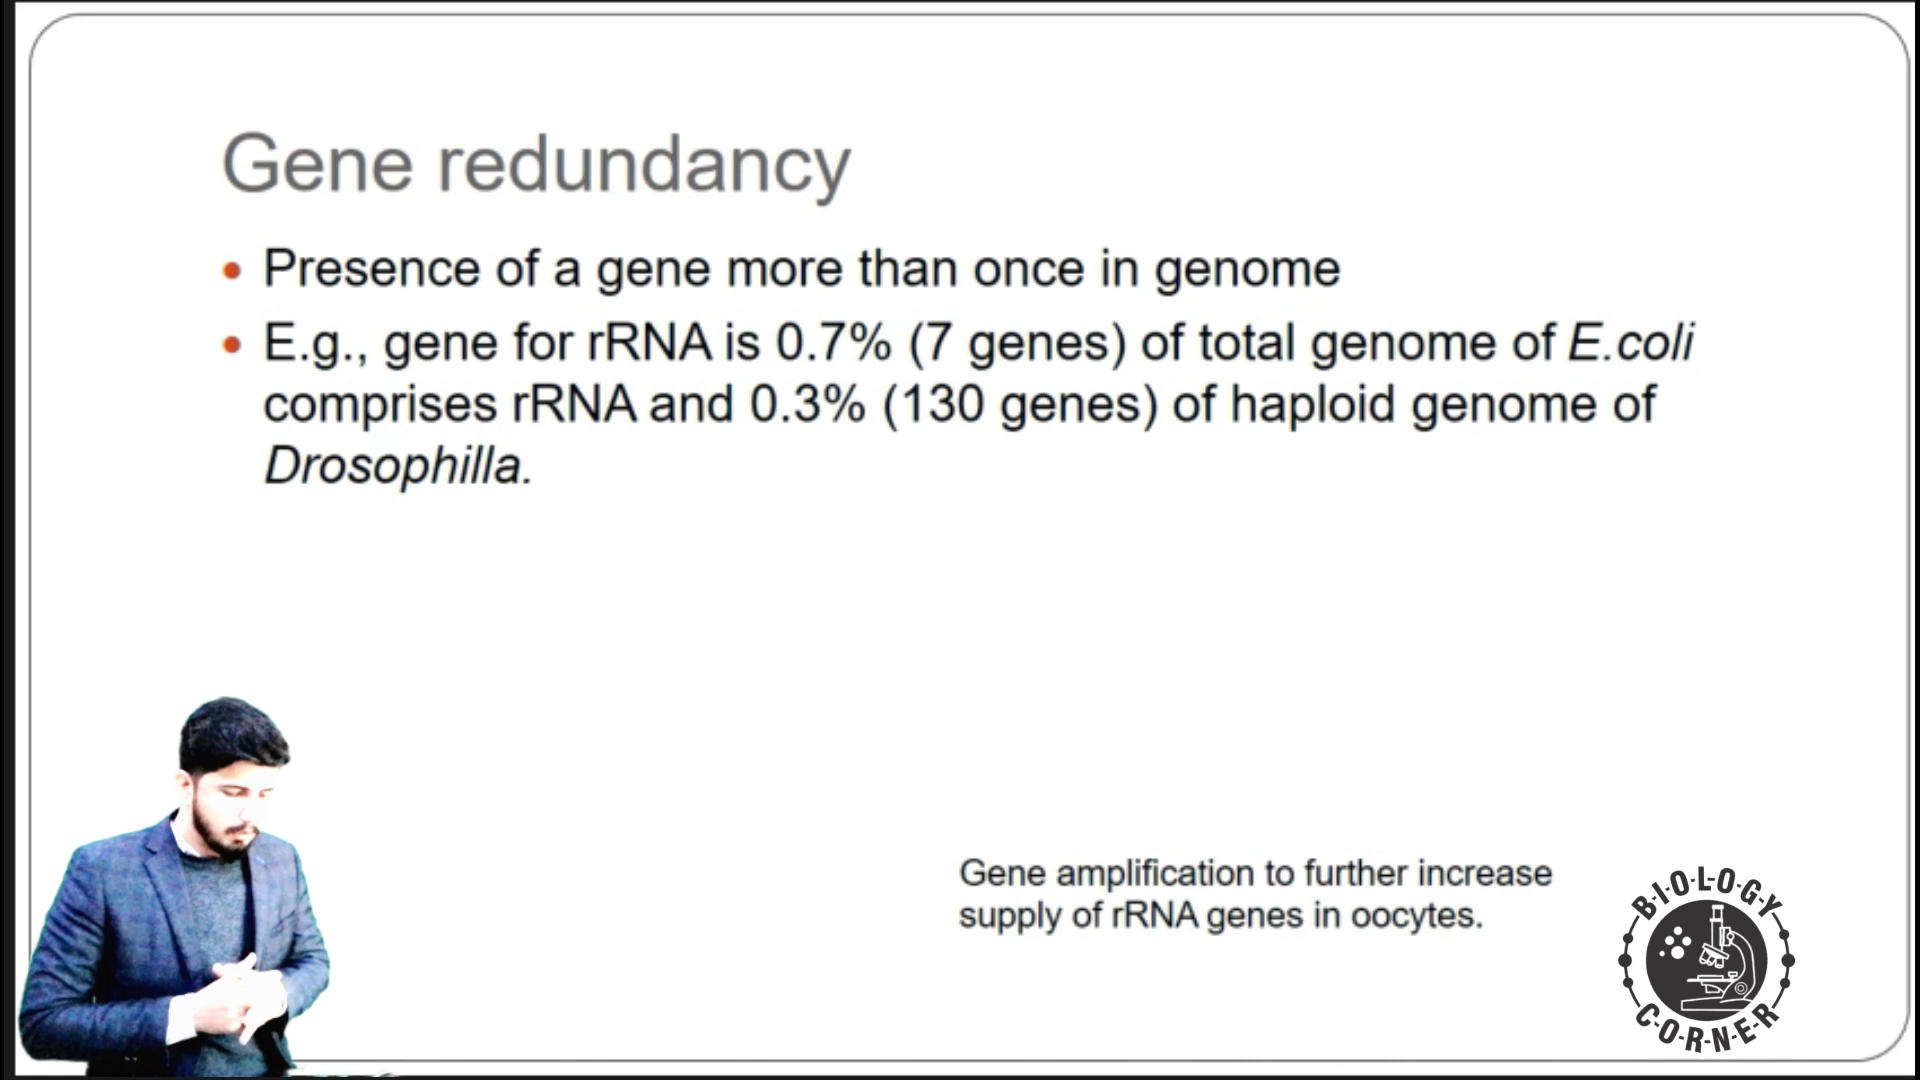 Gene redundancy
• Presence of a gene more than once in genome
• E.g., gene for rRNA is 0.7% (7 genes) of total genome of E.coli
comprises rRNA and 0.3% (130 genes) of haploid genome of
Drosophilla.
Gene amplification to further increase
supply of rRNA genes in oocytes.
B·I·O·L·O·G·Y
C·O·R·N·E·R